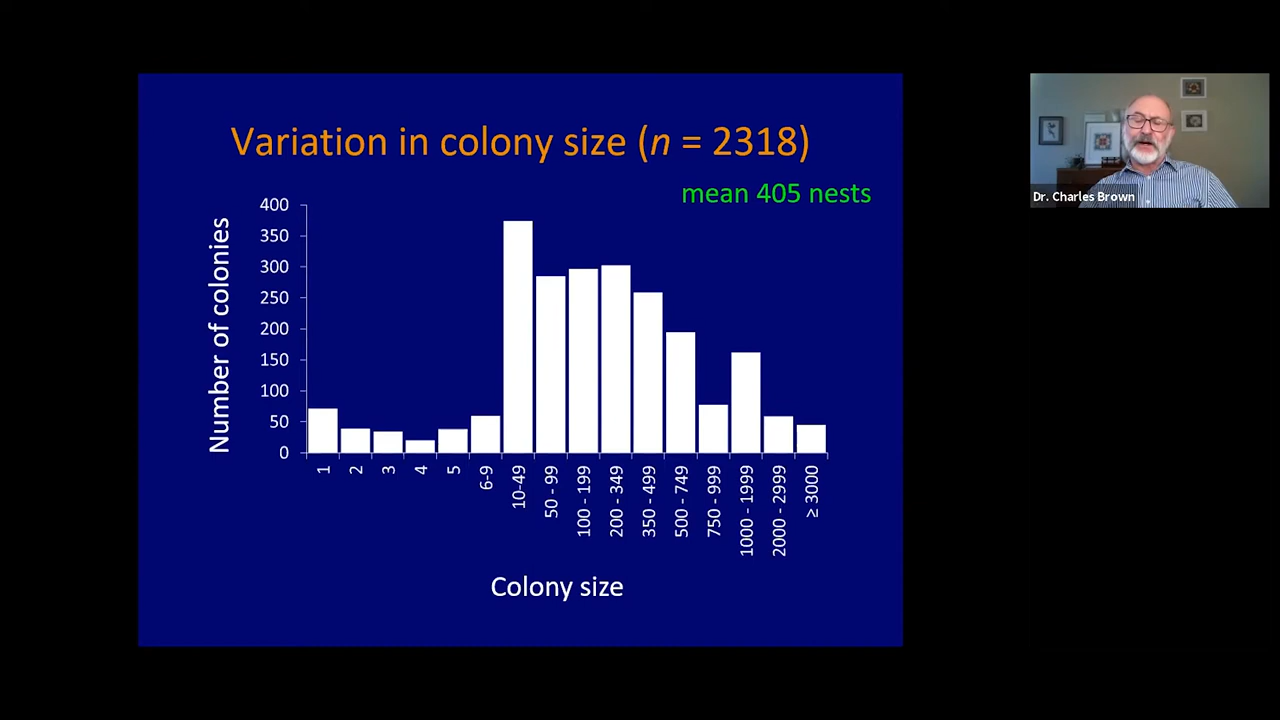 Variation in colony size (n = 2318)
mean 405 nests
Number of colonies
400
350
300
250
200
150
100
50
0
1
2
3
4
5
6-9
10-49
50 - 99
100 - 199
200 - 349
350 - 499
500 - 749
750 - 999
1000 - 1999
2000 - 2999
≥ 3000
Colony size
Dr. Charles Brown